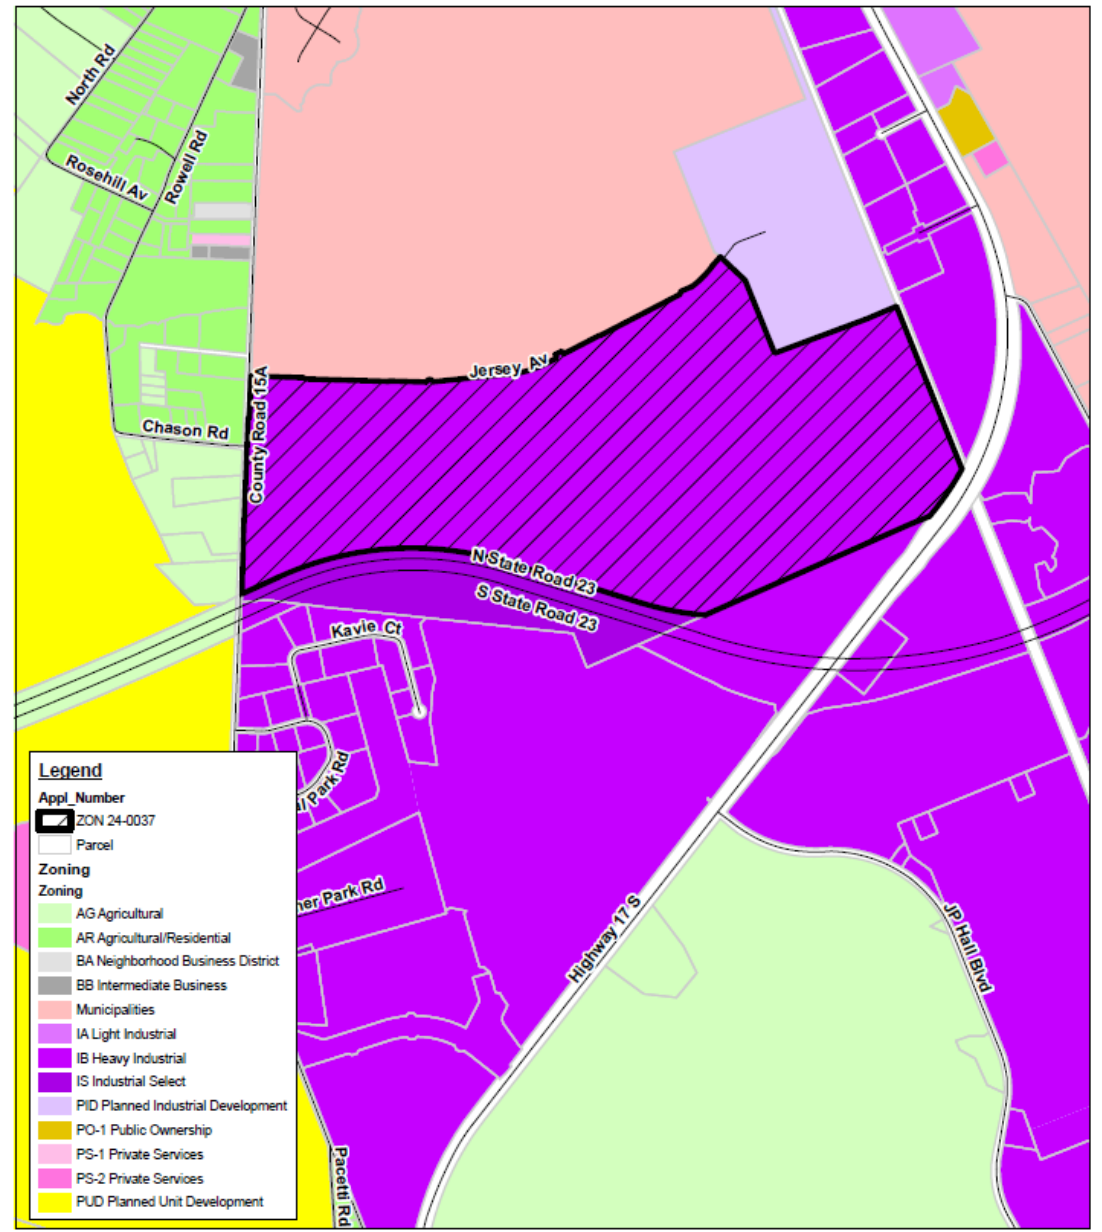 North Rd
Rowell Rd
Rosehill Av
Jersey Av
County Road 15A
Chason Rd
N State Road 23
S State Road 23
Kavie Ct
al Park Rd
ner Park Rd
Highway 17 S
JP Hall Blvd
Pacetti Rd
Legend
Appl_Number
ZON 24-0037
Parcel
Zoning
Zoning
AG Agricultural
AR Agricultural/Residential
BA Neighborhood Business District
BB Intermediate Business
Municipalities
IA Light Industrial
IB Heavy Industrial
IS Industrial Select
PID Planned Industrial Development
PO-1 Public Ownership
PS-1 Private Services
PS-2 Private Services
PUD Planned Unit Development